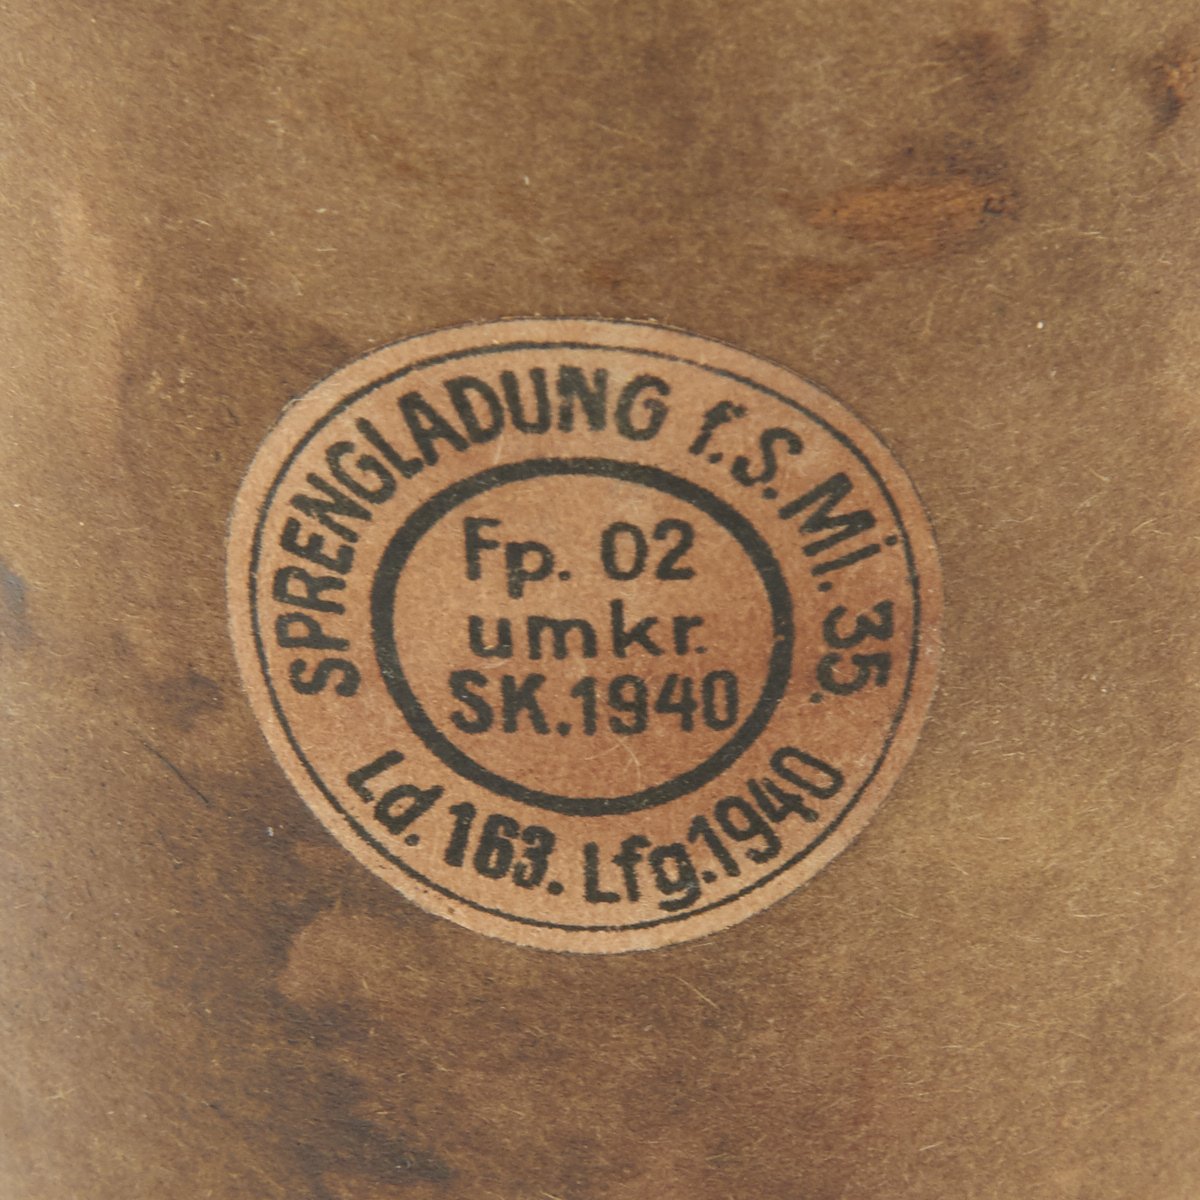 SPRENGLADUNG f.S.Mi.35.
Fp. 02
umkr.
SK.1940
Ld.163. Lfg.1940